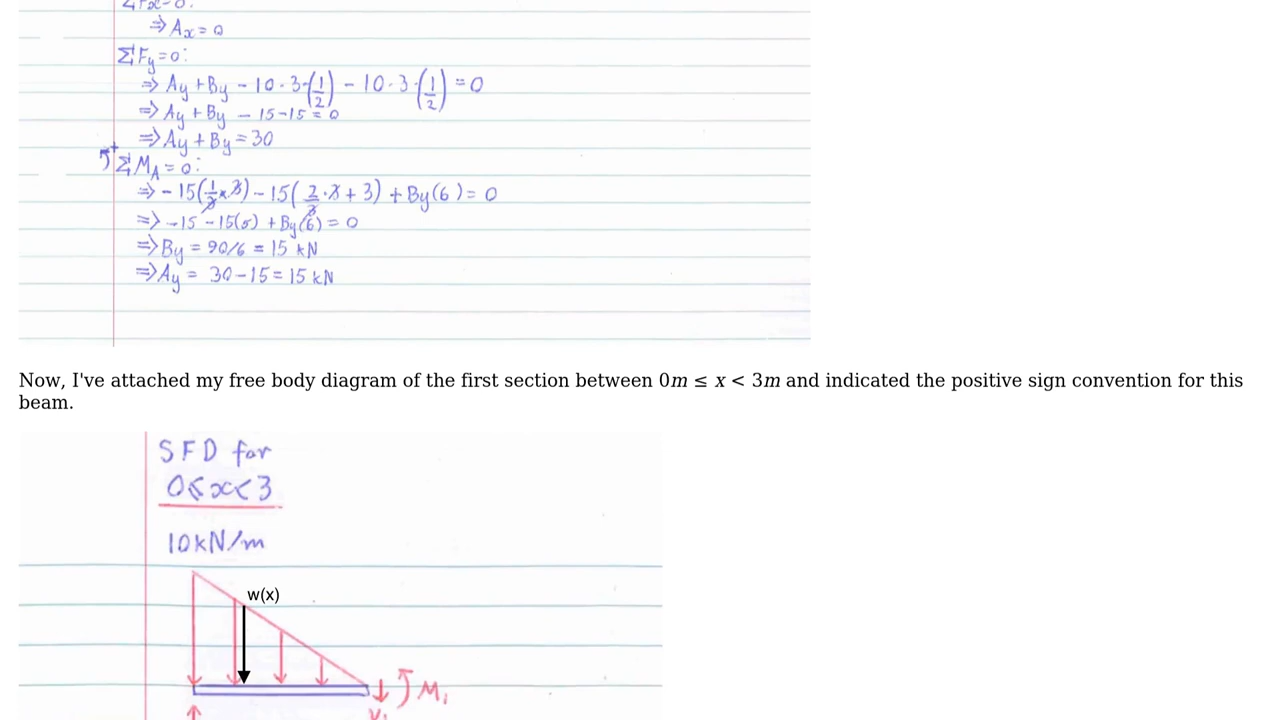 ΣFx=0:
⇒ Ax = 0
ΣFy=0:
⇒ Ay + By - 10·3·(1/2) - 10·3·(1/2) = 0
⇒ Ay + By - 15-15 = 0
⇒ Ay + By = 30
ΣMA = 0:
⇒ -15(1/3×3) - 15(2/3·3 + 3) + By(6) = 0
⇒ -15 - 15(5) + By(6) = 0
⇒ By = 90/6 = 15 kN
⇒ Ay = 30-15 = 15 kN
Now, I've attached my free body diagram of the first section between 0m ≤ x < 3m and indicated the positive sign convention for this
beam.
SFD for
0≤x<3
10kN/m
w(x)
M₁
V₁